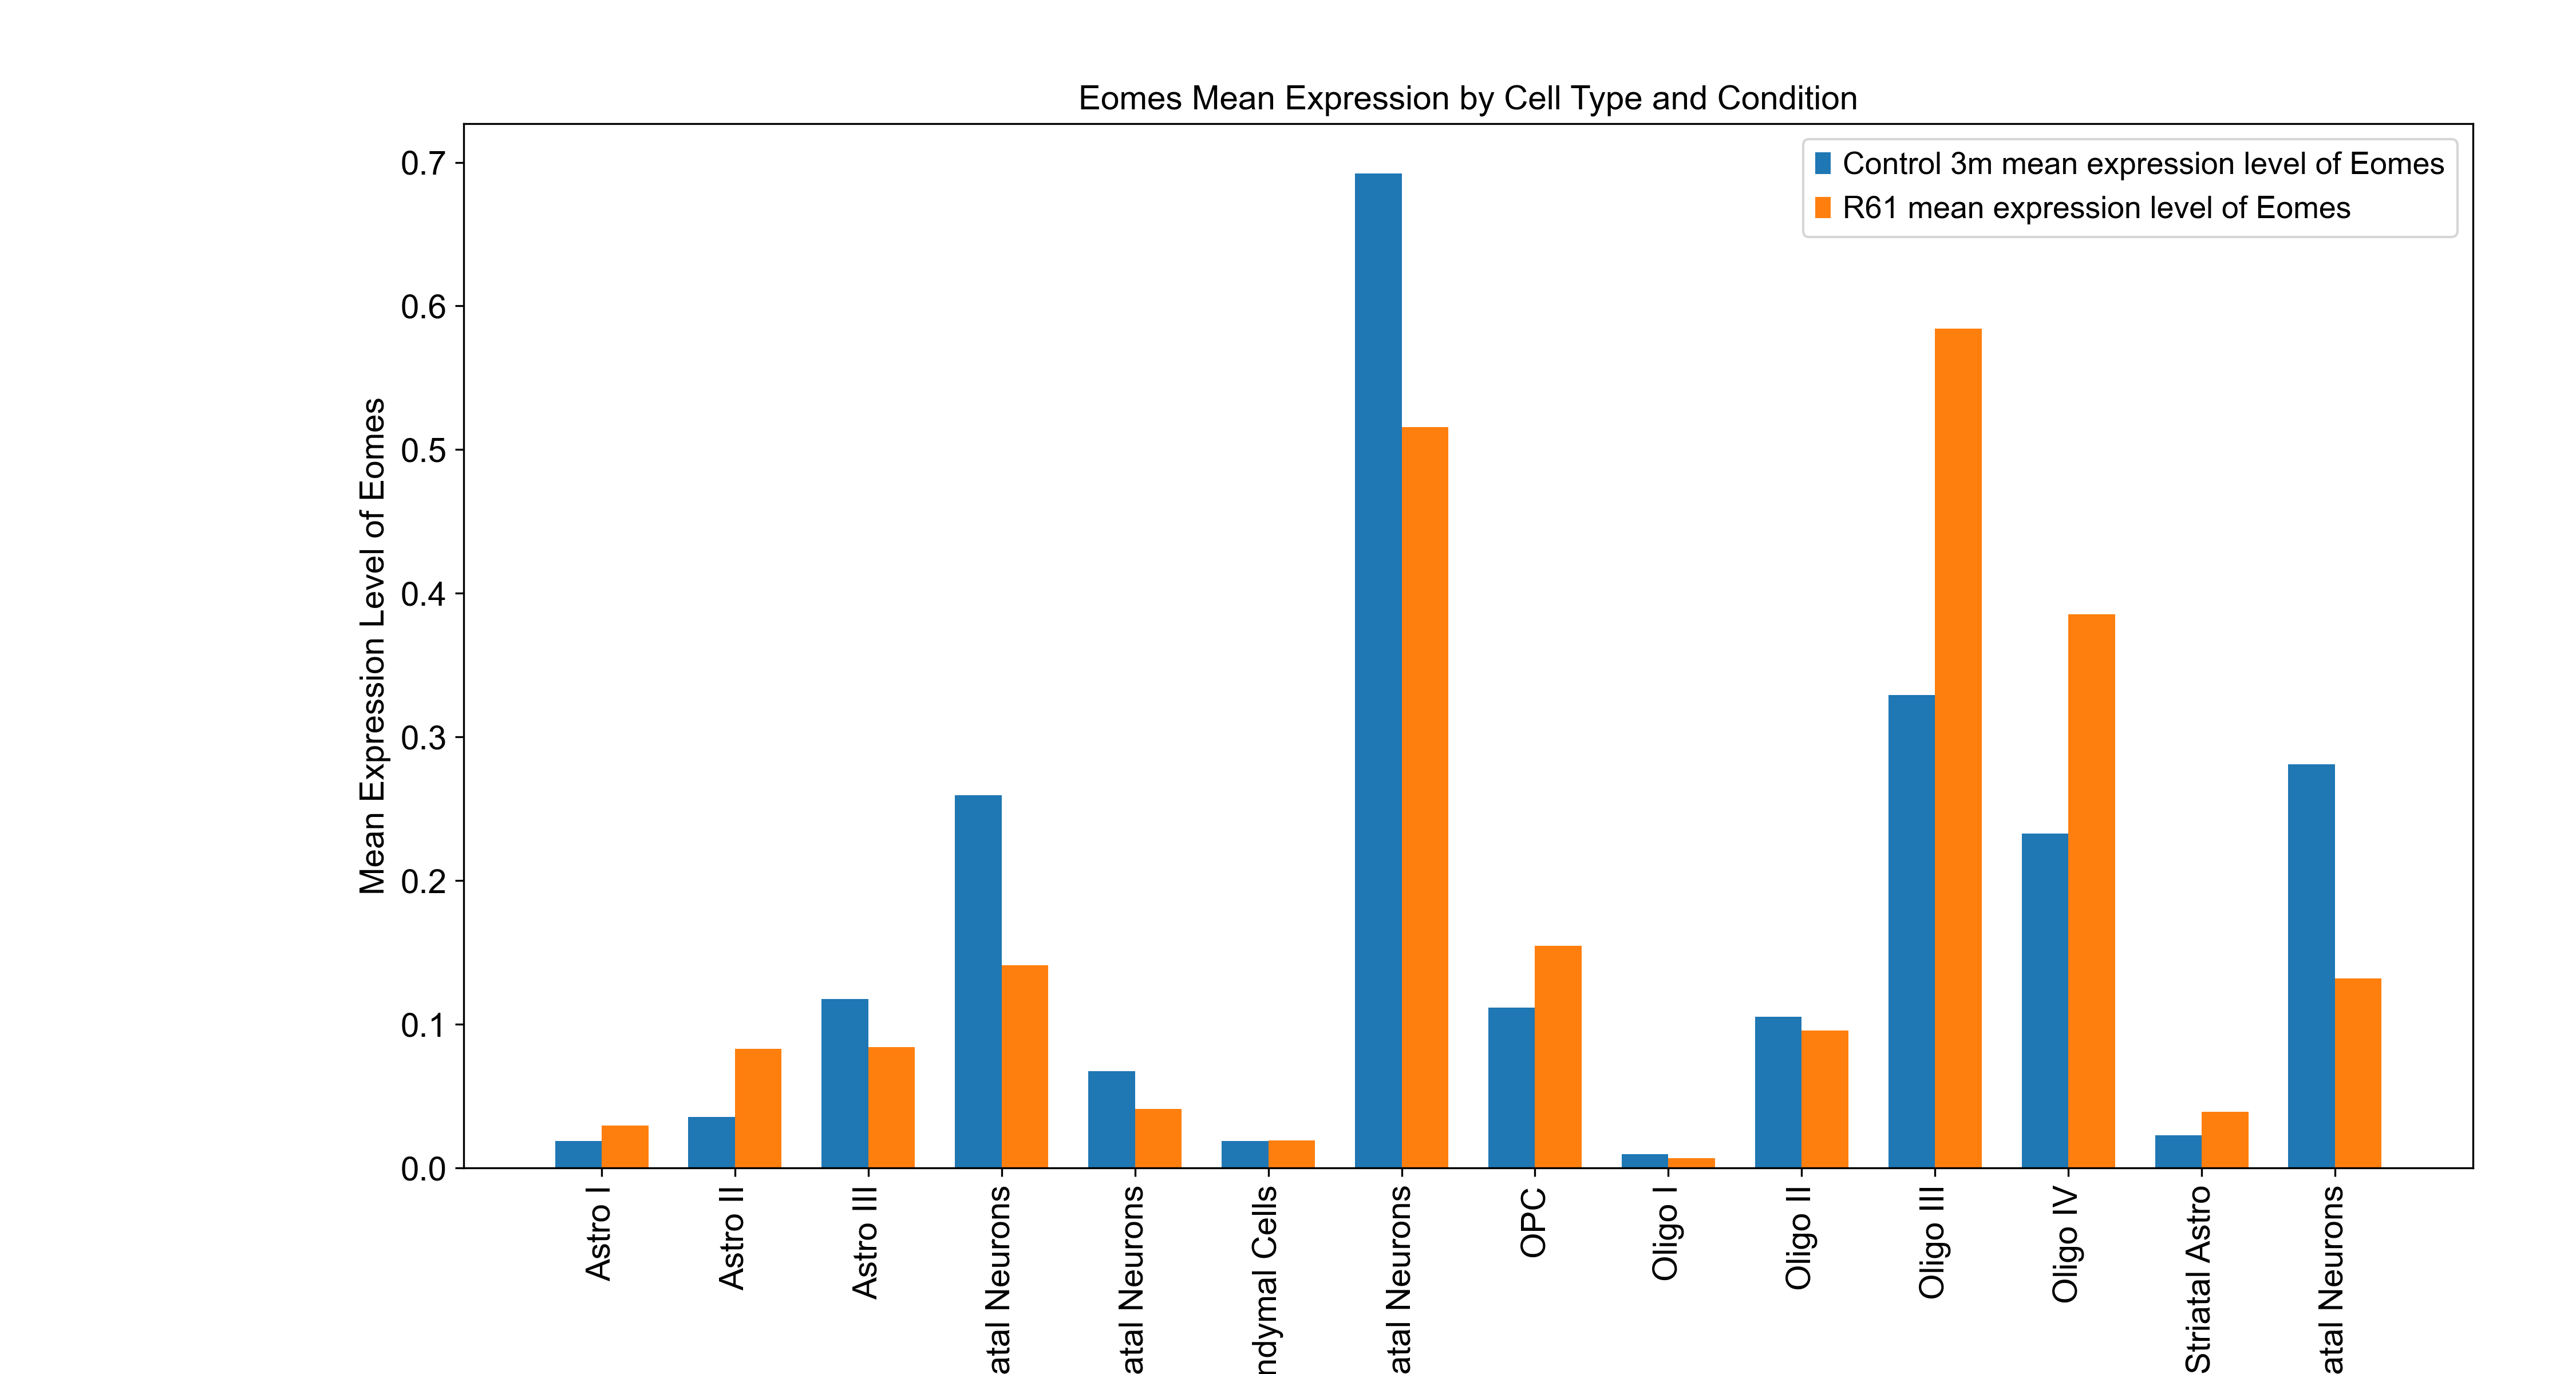 Eomes Mean Expression by Cell Type and Condition
Control 3m mean expression level of Eomes
R61 mean expression level of Eomes
Mean Expression Level of Eomes
0.7
0.6
0.5
0.4
0.3
0.2
0.1
0.0
Astro I
Astro II
Astro III
atal Neurons
atal Neurons
ndymal Cells
atal Neurons
OPC
Oligo I
Oligo II
Oligo III
Oligo IV
Striatal Astro
atal Neurons